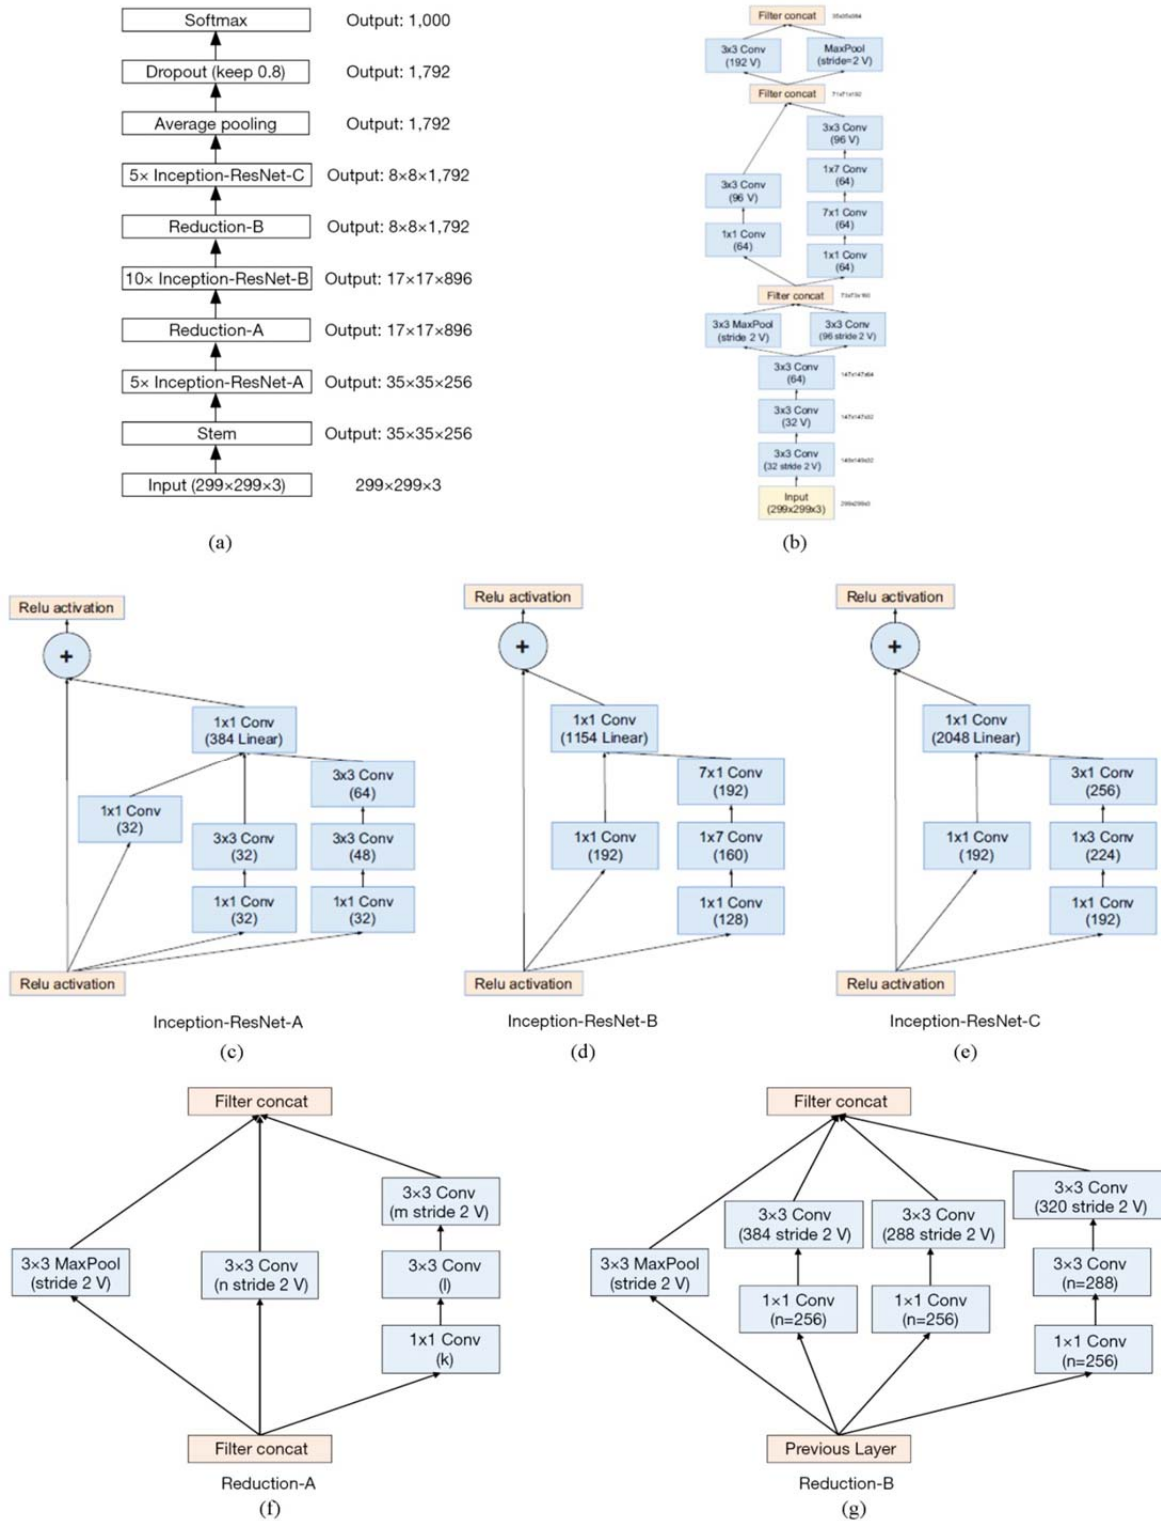 Softmax
Output: 1,000
Dropout (keep 0.8)
Output: 1,792
Average pooling
Output: 1,792
5× Inception-ResNet-C
Output: 8×8×1,792
Reduction-B
Output: 8×8×1,792
10× Inception-ResNet-B
Output: 17×17×896
Reduction-A
Output: 17×17×896
5× Inception-ResNet-A
Output: 35×35×256
Stem
Output: 35×35×256
Input (299×299×3)
299×299×3
(a)
Filter concat
35x35x384
3x3 Conv
(192 V)
MaxPool
(stride=2 V)
Filter concat
71x71x192
3x3 Conv
(96 V)
1x7 Conv
(64)
3x3 Conv
(96 V)
7x1 Conv
(64)
1x1 Conv
(64)
1x1 Conv
(64)
Filter concat
73x73x160
3x3 MaxPool
(stride 2 V)
3x3 Conv
(96 stride 2 V)
3x3 Conv
(64)
147x147x64
3x3 Conv
(32 V)
147x147x32
3x3 Conv
(32 stride 2 V)
149x149x32
Input
(299x299x3)
299x299x3
(b)
Relu activation
+
1x1 Conv
(384 Linear)
3x3 Conv
(64)
1x1 Conv
(32)
3x3 Conv
(32)
3x3 Conv
(48)
1x1 Conv
(32)
1x1 Conv
(32)
Relu activation
Inception-ResNet-A
(c)
Relu activation
+
1x1 Conv
(1154 Linear)
7x1 Conv
(192)
1x1 Conv
(192)
1x7 Conv
(160)
1x1 Conv
(128)
Relu activation
Inception-ResNet-B
(d)
Relu activation
+
1x1 Conv
(2048 Linear)
3x1 Conv
(256)
1x1 Conv
(192)
1x3 Conv
(224)
1x1 Conv
(192)
Relu activation
Inception-ResNet-C
(e)
Filter concat
3×3 Conv
(m stride 2 V)
3×3 MaxPool
(stride 2 V)
3×3 Conv
(n stride 2 V)
3×3 Conv
(l)
1x1 Conv
(k)
Filter concat
Reduction-A
(f)
Filter concat
3×3 Conv
(320 stride 2 V)
3×3 Conv
(384 stride 2 V)
3×3 Conv
(288 stride 2 V)
3×3 MaxPool
(stride 2 V)
3×3 Conv
(n=288)
1×1 Conv
(n=256)
1×1 Conv
(n=256)
1×1 Conv
(n=256)
Previous Layer
Reduction-B
(g)